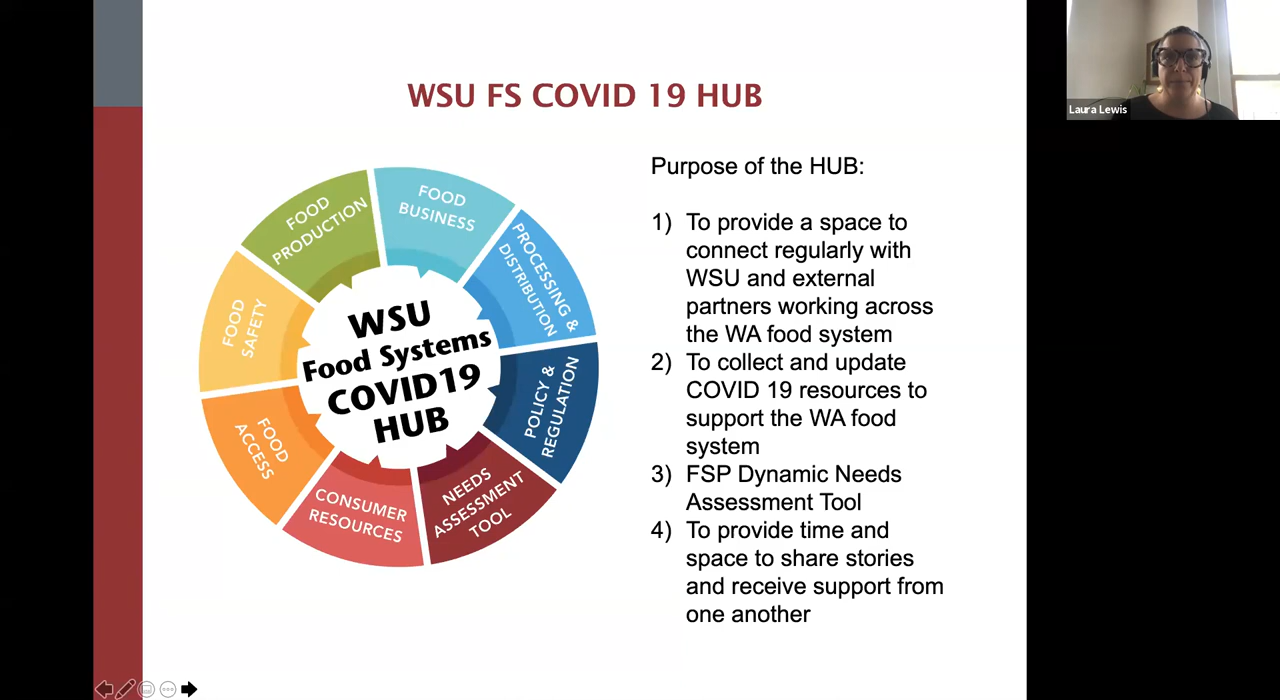 WSU FS COVID 19 HUB
Laura Lewis
FOOD
PRODUCTION
FOOD
BUSINESS
PROCESSING &
DISTRIBUTION
POLICY &
REGULATION
NEEDS
ASSESSMENT
TOOL
CONSUMER
RESOURCES
FOOD
ACCESS
FOOD
SAFETY
WSU
Food Systems
COVID19
HUB
Purpose of the HUB:
1) To provide a space to
connect regularly with
WSU and external
partners working across
the WA food system
2) To collect and update
COVID 19 resources to
support the WA food
system
3) FSP Dynamic Needs
Assessment Tool
4) To provide time and
space to share stories
and receive support from
one another